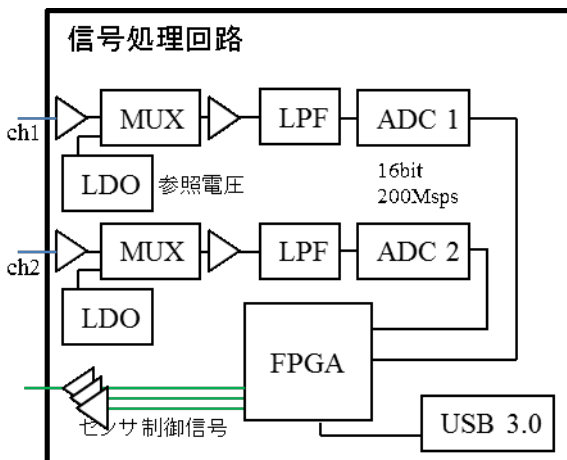 信号処理回路
ch1
MUX
LPF
ADC 1
LDO
参照電圧
16bit
200Msps
ch2
MUX
LPF
ADC 2
LDO
FPGA
センサ制御信号
USB 3.0